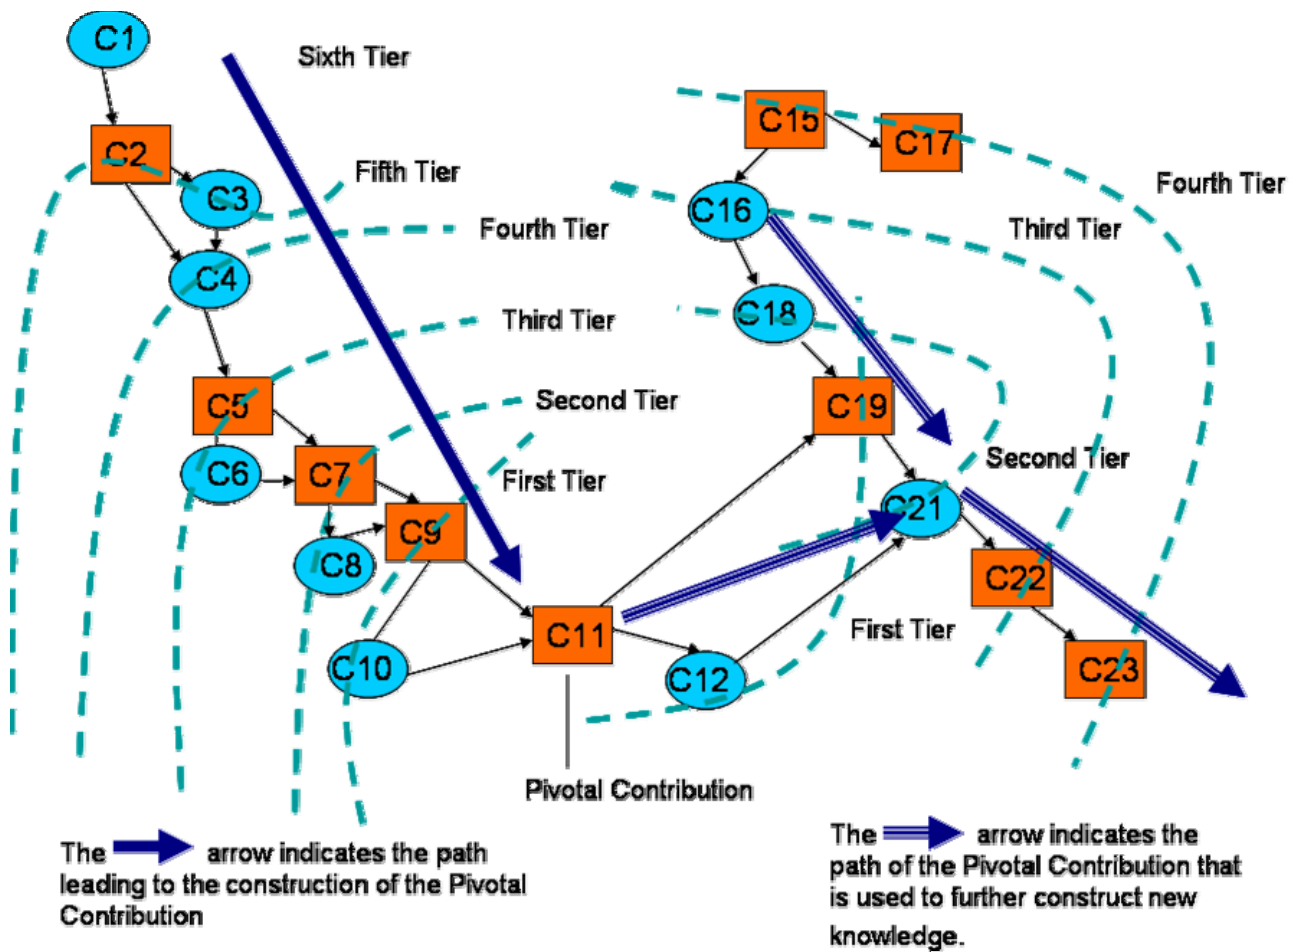 C1
Sixth Tier
C15
C2
C17
Fifth Tier
Fourth Tier
C3
C16
Fourth Tier
Third Tier
C4
Third Tier
C18
C5
Second Tier
C19
C6
C7
First Tier
Second Tier
C9
C21
C8
C22
C11
First Tier
C10
C12
C23
Pivotal Contribution
The arrow indicates the path
leading to the construction of the Pivotal
Contribution
The arrow indicates the
path of the Pivotal Contribution that
is used to further construct new
knowledge.